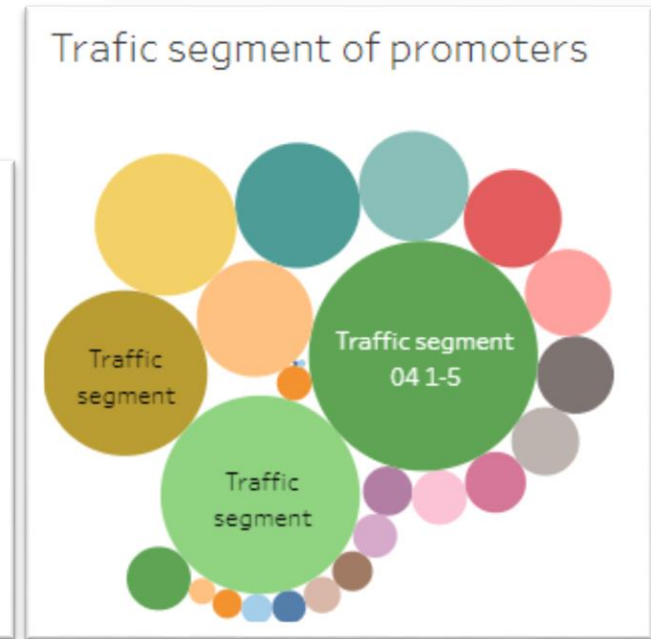 Trafic segment of promoters
Traffic segment
04 1-5
Traffic
segment
Traffic
segment